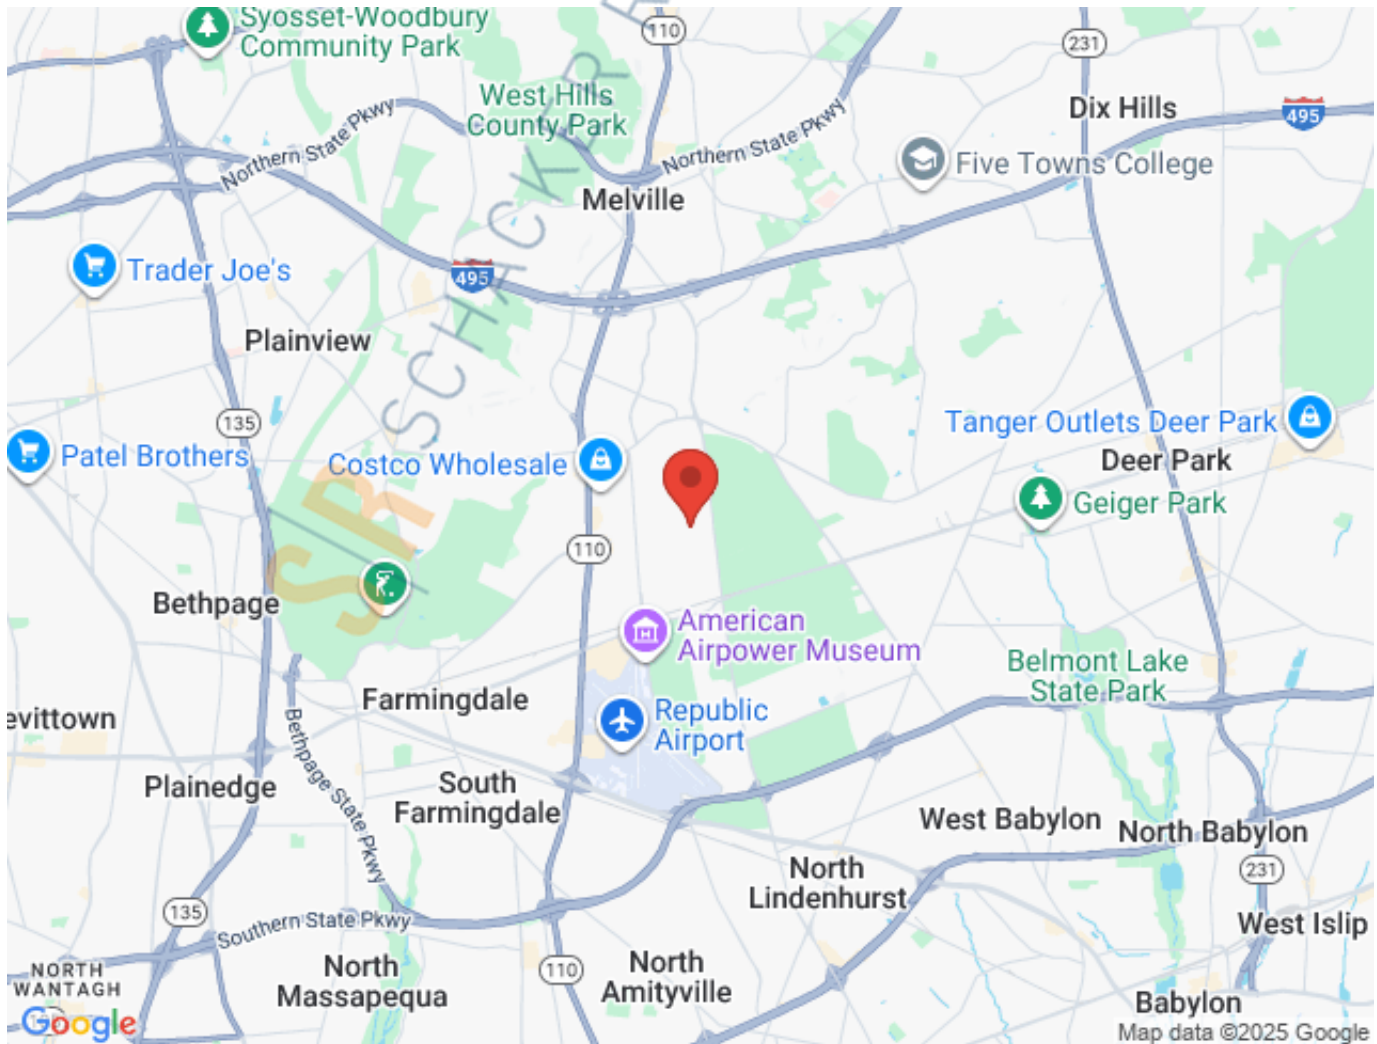 Syosset-Woodbury
Community Park
110
231
West Hills
County Park
Dix Hills
495
Northern State Pkwy
Northern State Pkwy
Five Towns College
Melville
Trader Joe's
495
Plainview
135
Tanger Outlets Deer Park
Patel Brothers
Costco Wholesale
Deer Park
Geiger Park
110
SR
SCHACKER R
Bethpage
American
Airpower Museum
Belmont Lake
State Park
Farmingdale
evittown
Republic
Airport
Bethpage State Pkwy
Plainedge
South
Farmingdale
West Babylon
North Babylon
North
Lindenhurst
231
135
Southern State Pkwy
West Islip
NORTH
WANTAGH
North
Massapequa
110
North
Amityville
Babylon
Google
Map data ©2025 Google